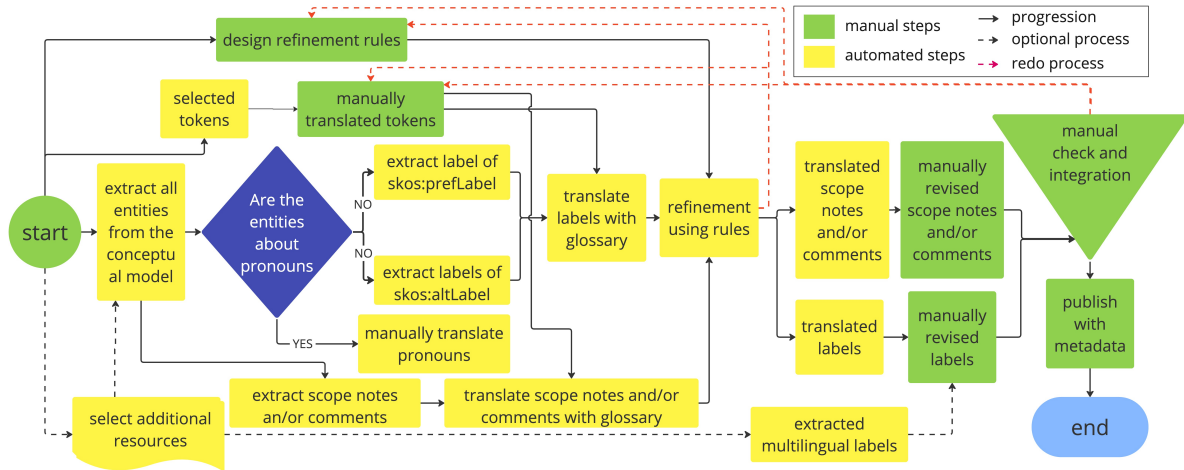 design refinement rules
manual steps
automated steps
progression
optional process
redo process
selected
tokens
manually
translated tokens
start
extract all
entities
from the
conceptu
al model
Are the
entities
about
pronouns
NO
NO
YES
extract label of
skos:prefLabel
extract labels of
skos:altLabel
manually translate
pronouns
translate
labels with
glossary
refinement
using rules
translated
scope
notes
and/or
comments
manually
revised
scope notes
and/or
comments
manual
check and
integration
translated
labels
manually
revised
labels
publish
with
metadata
end
extract scope notes
an/or comments
translate scope notes and/or
comments with glossary
select additional
resources
extracted
multilingual labels